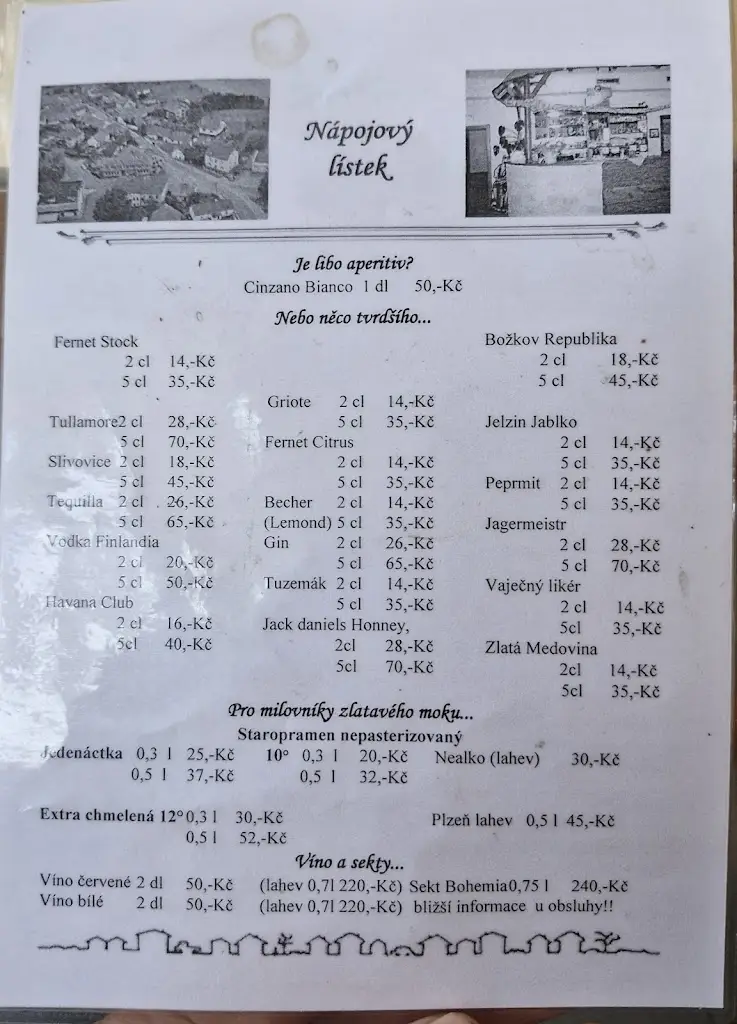 Nápojový
lístek
Je libo aperitiv?
Cinzano Bianco 1 dl 50,-Kč
Nebo něco tvrdšího...
Fernet Stock
2 cl 14,-Kč
5 cl 35,-Kč
Tullamore2 cl 28,-Kč
5 cl 70,-Kč
Slivovice 2 cl 18,-Kč
5 cl 45,-Kč
Tequilla 2 cl 26,-Kč
5 cl 65,-Kč
Vodka Finlandia
2 cl 20,-Kč
5 cl 50,-Kč
Havana Club
2 cl 16,-Kč
5cl 40,-Kč
Griote 2 cl 14,-Kč
5 cl 35,-Kč
Fernet Citrus
2 cl 14,-Kč
5 cl 35,-Kč
Becher 2 cl 14,-Kč
(Lemond) 5 cl 35,-Kč
Gin 2 cl 26,-Kč
5 cl 65,-Kč
Tuzemák 2 cl 14,-Kč
5 cl 35,-Kč
Jack daniels Honney,
2cl 28,-Kč
5cl 70,-Kč
Božkov Republika
2 cl 18,-Kč
5 cl 45,-Kč
Jelzin Jablko
2 cl 14,-Kč
5 cl 35,-Kč
Peprmit 2 cl 14,-Kč
5 cl 35,-Kč
Jagermeistr
2 cl 28,-Kč
5 cl 70,-Kč
Vaječný likér
2 cl 14,-Kč
5cl 35,-Kč
Zlatá Medovina
2cl 14,-Kč
5cl 35,-Kč
Pro milovníky zlatavého moku...
Staropramen nepasterizovaný
Jedenáctka 0,3 l 25,-Kč 10° 0,3 l 20,-Kč Nealko (lahev) 30,-Kč
0,5 l 37,-Kč 0,5 l 32,-Kč
Extra chmelená 12° 0,3 l 30,-Kč Plzeň lahev 0,5 l 45,-Kč
0,5 l 52,-Kč
Víno a sekty...
Víno červené 2 dl 50,-Kč (lahev 0,7l 220,-Kč) Sekt Bohemia0,75 l 240,-Kč
Víno bílé 2 dl 50,-Kč (lahev 0,7l 220,-Kč) bližší informace u obsluhy!!